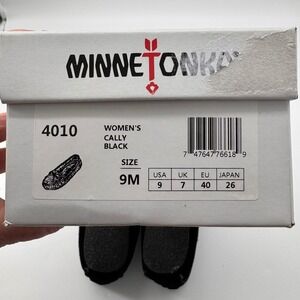 MINNETONKA
4010
WOMEN'S
CALLY
BLACK
SIZE
9M
7 47647 76618 9
USA UK EU JAPAN
9 7 40 26